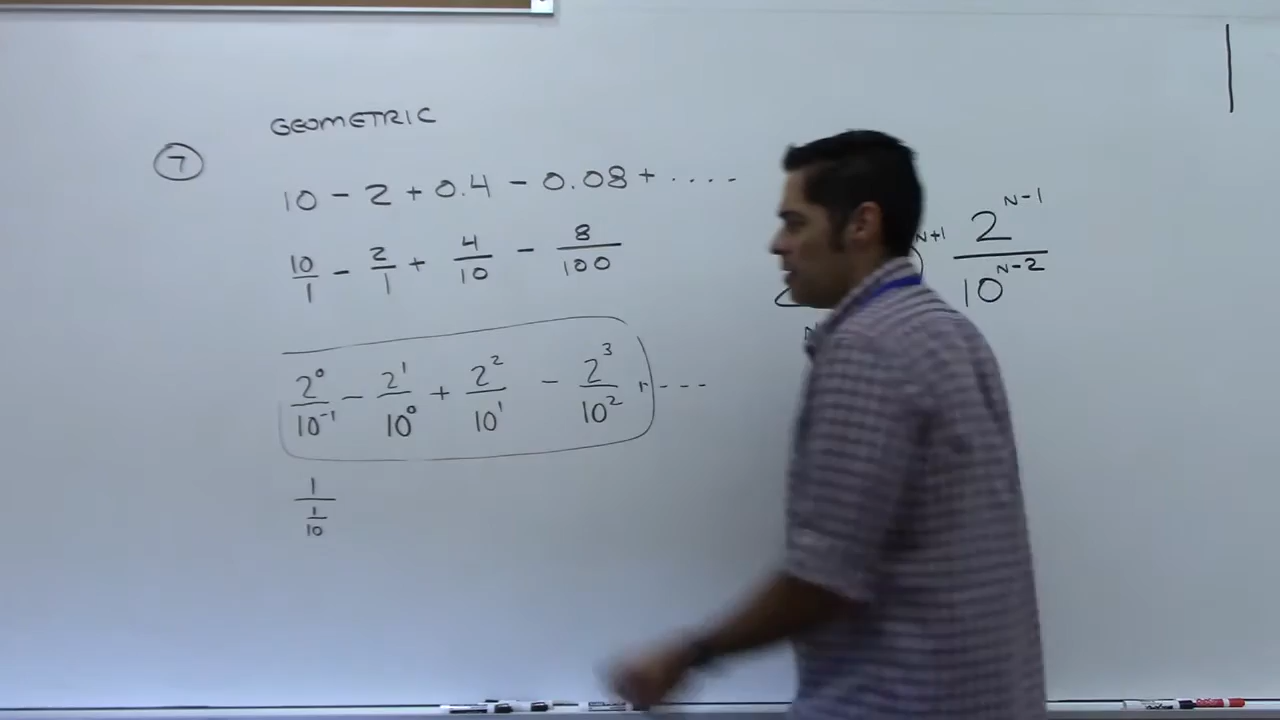 GEOMETRIC
7
10 - 2 + 0.4 - 0.08 + ....
10/1 - 2/1 + 4/10 - 8/100
2^0/10^-1 - 2^1/10^0 + 2^2/10^1 - 2^3/10^2 + ---
1/(1/10)
N+1 2^(N-1)/10^(N-2)